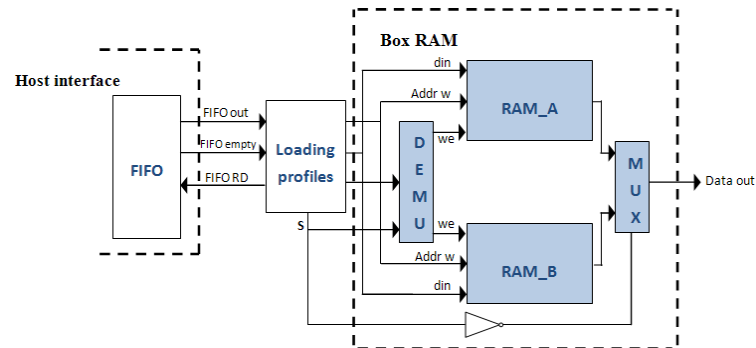 Box RAM
Host interface
din
Addr w
RAM_A
FIFO out
FIFO empty
FIFO RD
FIFO
Loading
profiles
we
D
E
M
U
M
U
X
Data out
S
we
Addr w
din
RAM_B